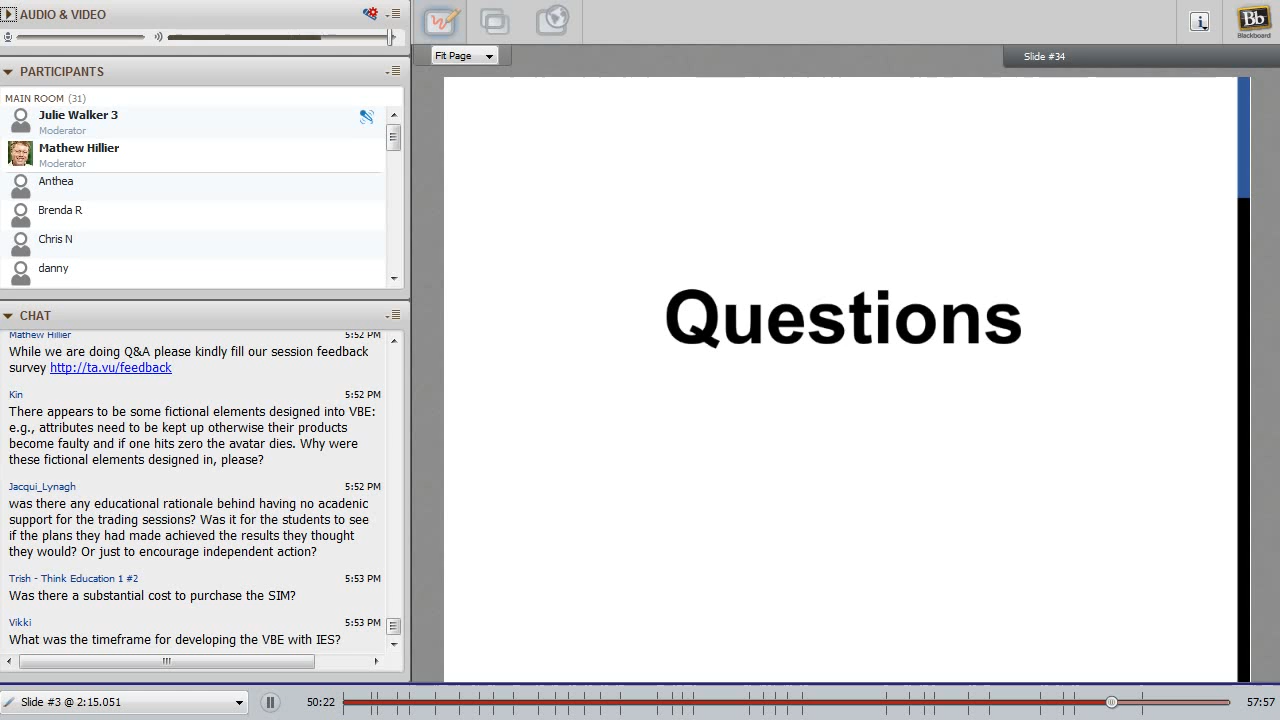 AUDIO & VIDEO
PARTICIPANTS
MAIN ROOM (31)
Julie Walker 3
Moderator
Mathew Hillier
Moderator
Anthea
Brenda R
Chris N
danny
CHAT
Mathew Hillier 5:52 PM
While we are doing Q&A please kindly fill our session feedback
survey http://ta.vu/feedback
Kin 5:52 PM
There appears to be some fictional elements designed into VBE:
e.g., attributes need to be kept up otherwise their products
become faulty and if one hits zero the avatar dies. Why were
these fictional elements designed in, please?
Jacqui_Lynagh 5:52 PM
was there any educational rationale behind having no acadenic
support for the trading sessions? Was it for the students to see
if the plans they had made achieved the results they thought
they would? Or just to encourage independent action?
Trish - Think Education 1 #2 5:53 PM
Was there a substantial cost to purchase the SIM?
Vikki 5:53 PM
What was the timeframe for developing the VBE with IES?
Slide #3 @ 2:15.051
50:22
57:57
Fit Page
Slide #34
Bb
Blackboard
Questions